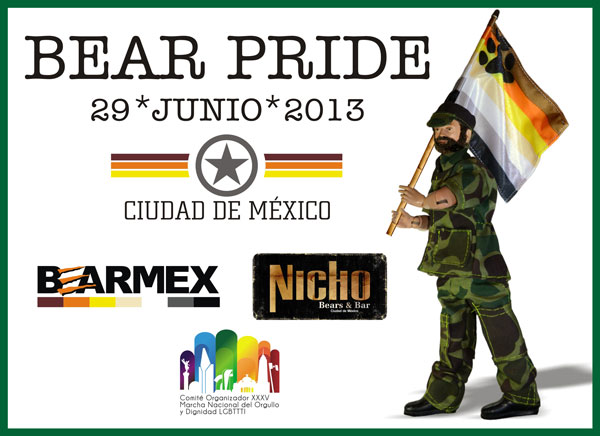 BEAR PRIDE
29*JUNIO*2013
CIUDAD DE MÉXICO
BEARMEX
NicHo
Bears & Bar
Ciudad de México
Comité Organizador XXXV
Marcha Nacional del Orgullo
y Dignidad LGBTTTI